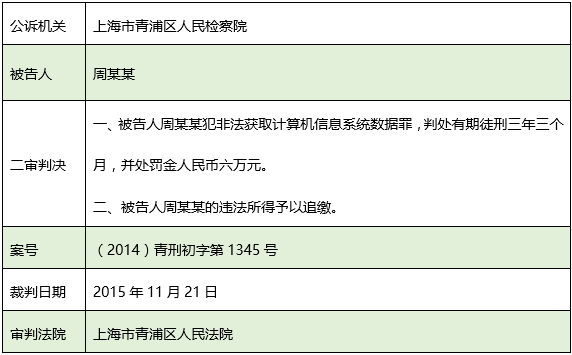 公诉机关 上海市青浦区人民检察院
被告人 周某某
一、被告人周某某犯非法获取计算机信息系统数据罪，判处有期徒刑三年三个
二审判决 月，并处罚金人民币六万元。
二、被告人周某某的违法所得予以追缴。
案号 （2014）青刑初字第 1345 号
裁判日期 2015 年 11 月 21 日
审判法院 上海市青浦区人民法院